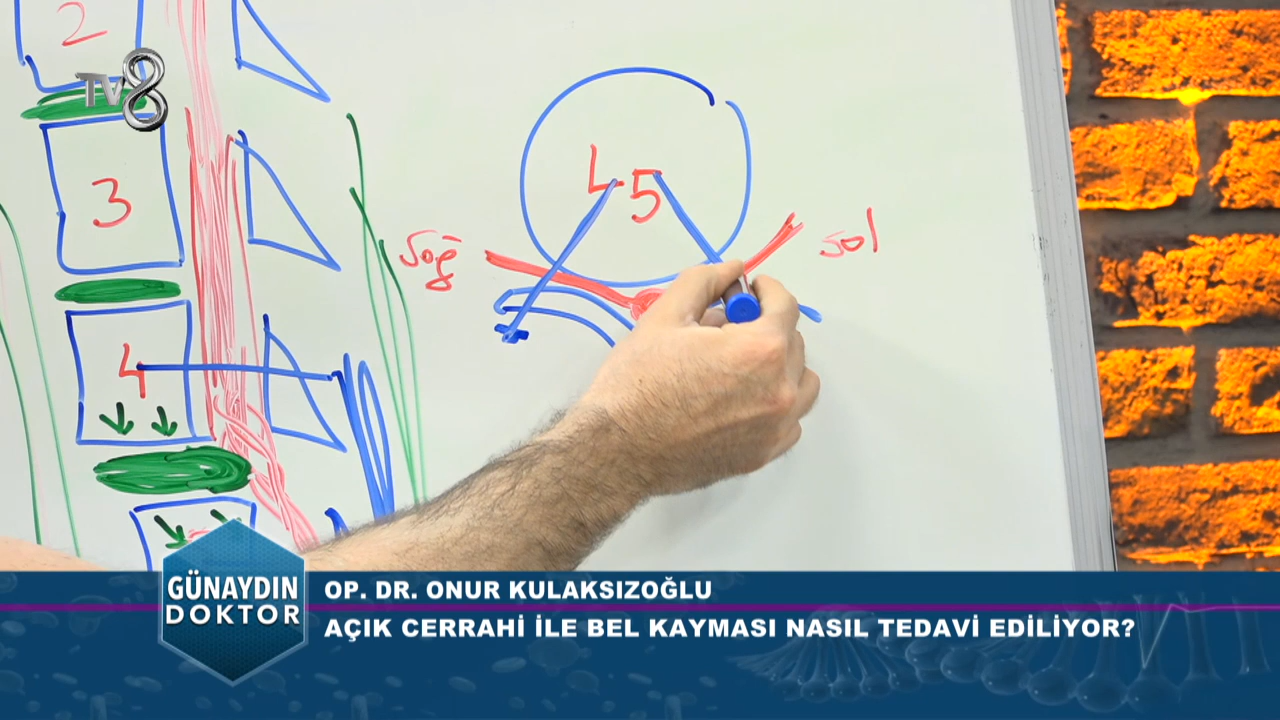 2
TV8
3
4
L5
sağ
sol
GÜNAYDIN
DOKTOR
OP. DR. ONUR KULAKSIZOĞLU
AÇIK CERRAHİ İLE BEL KAYMASI NASIL TEDAVİ EDİLİYOR?